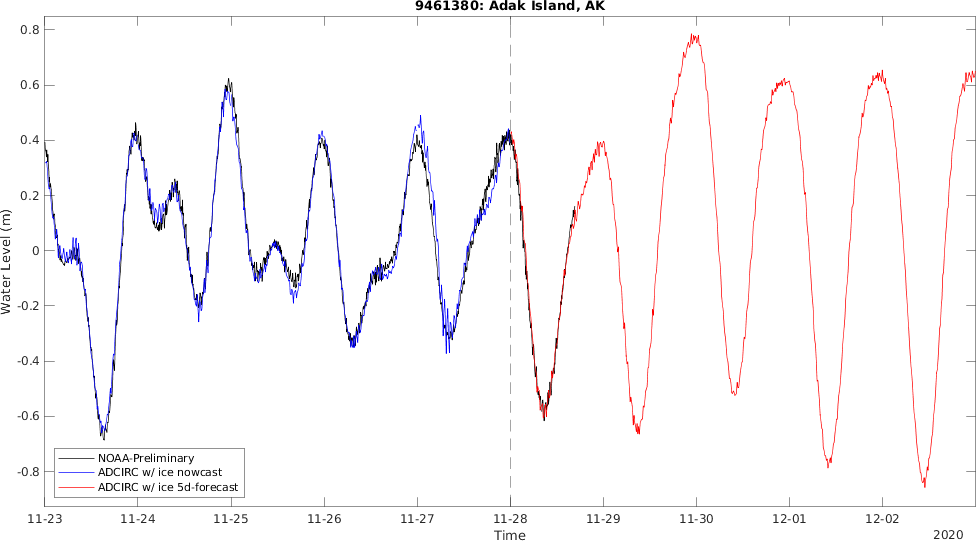 9461380: Adak Island, AK
0.8
0.6
0.4
0.2
0
-0.2
-0.4
-0.6
-0.8
Water Level (m)
NOAA-Preliminary
ADCIRC w/ ice nowcast
ADCIRC w/ ice 5d-forecast
11-23 11-24 11-25 11-26 11-27 11-28 11-29 11-30 12-01 12-02
Time
2020